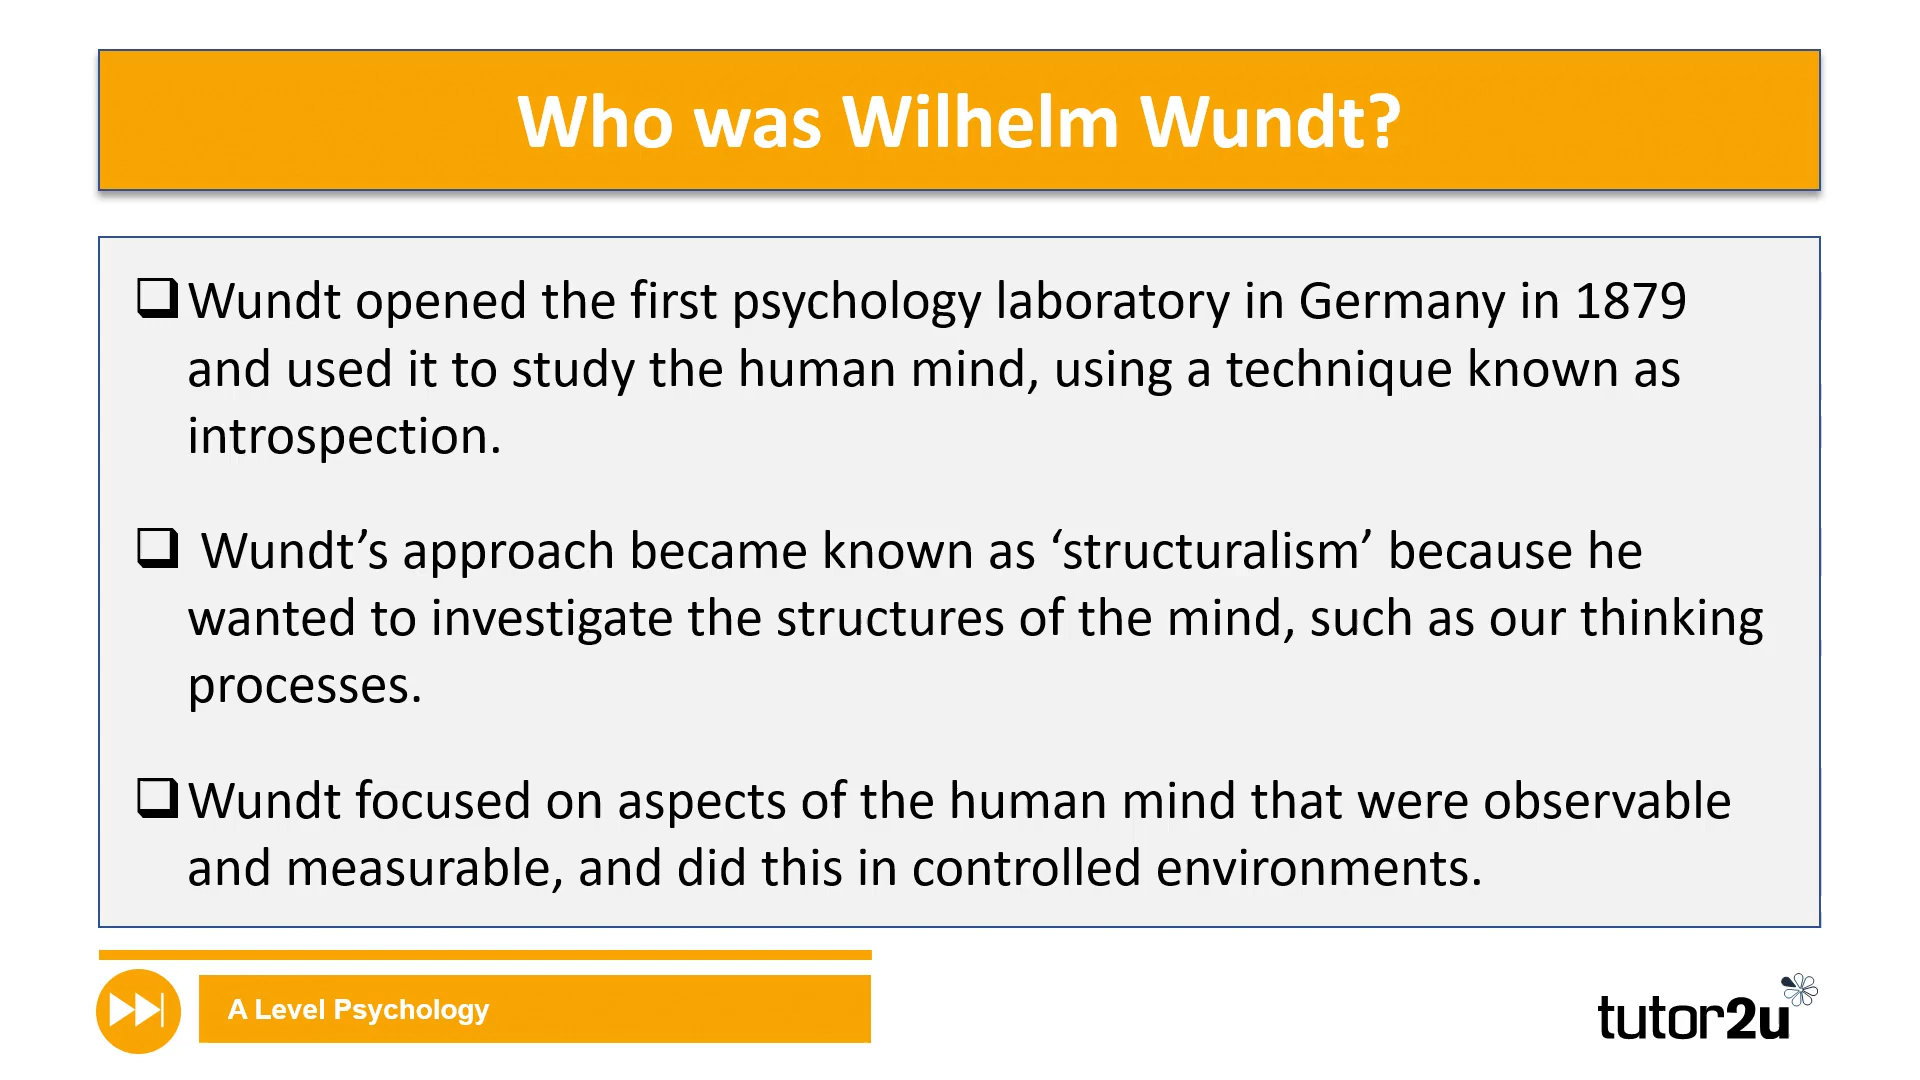 Who was Wilhelm Wundt?
Wundt opened the first psychology laboratory in Germany in 1879
and used it to study the human mind, using a technique known as
introspection.
Wundt’s approach became known as ‘structuralism’ because he
wanted to investigate the structures of the mind, such as our thinking
processes.
Wundt focused on aspects of the human mind that were observable
and measurable, and did this in controlled environments.
A Level Psychology
tutor2u